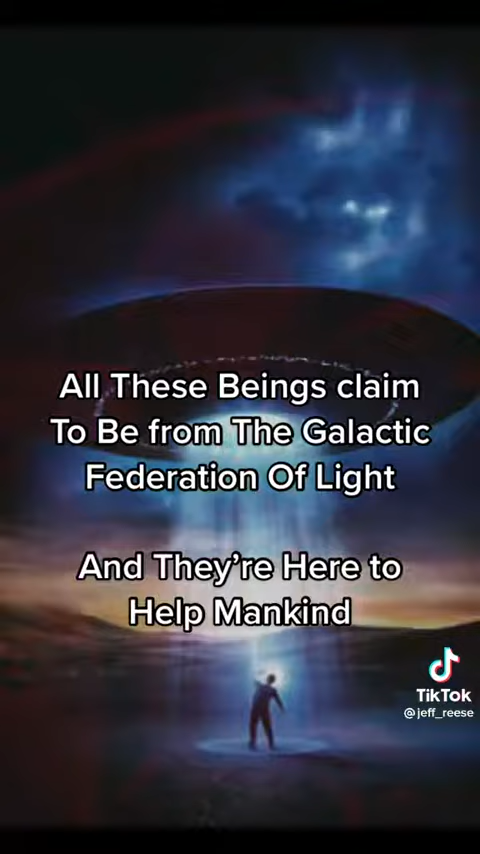 All These Beings claim
To Be from The Galactic
Federation Of Light
And They’re Here to
Help Mankind
TikTok
@jeff_reese